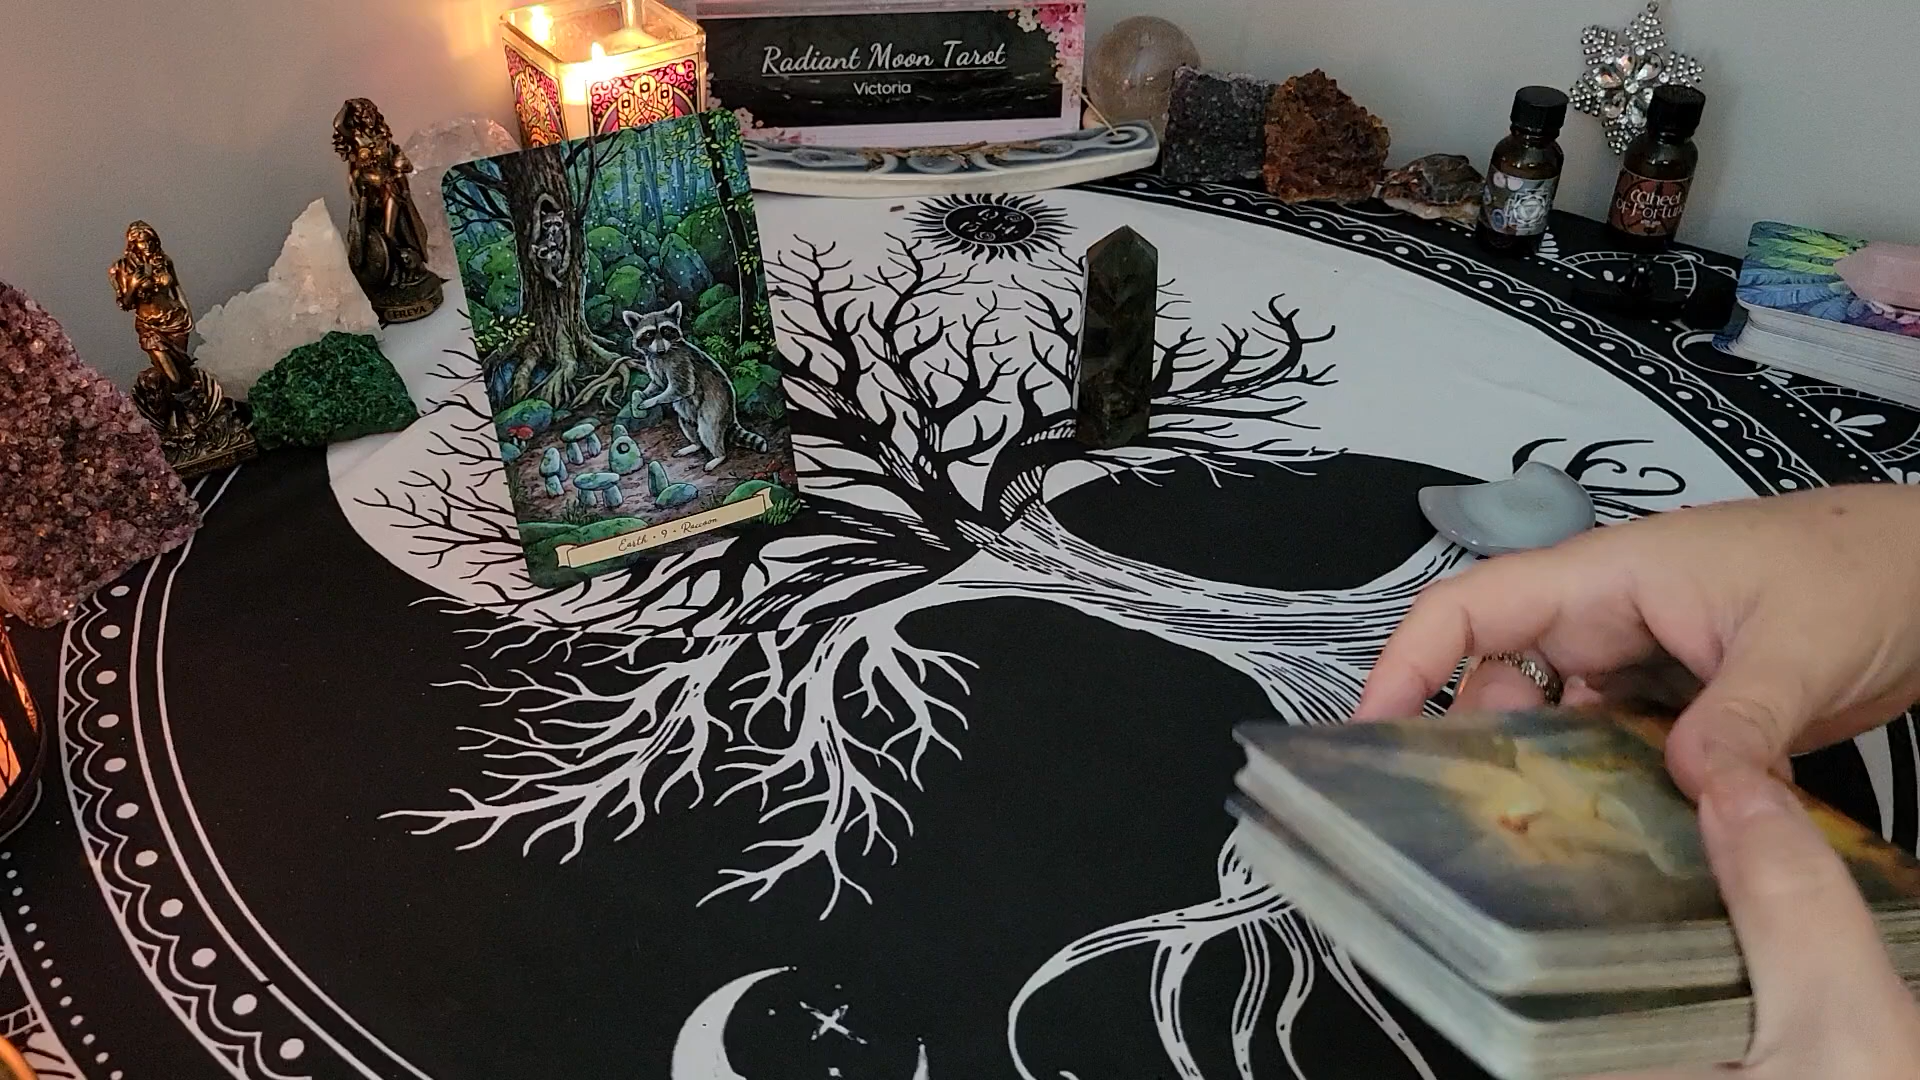 Radiant Moon Tarot
Victoria
Wheel
of Fortune
FREYA
Earth · 9 · Raccoon